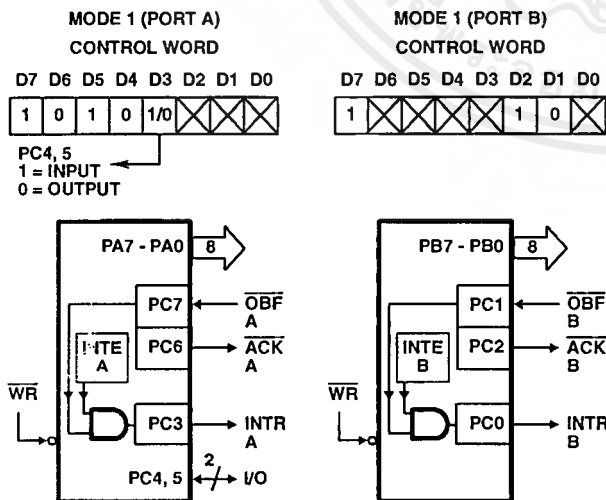 MODE 1 (PORT A)
CONTROL WORD
D7 D6 D5 D4 D3 D2 D1 D0
1 0 1 0 1/0
PC4, 5
1 = INPUT
0 = OUTPUT
PA7 - PA0 8
PC7 OBF A
INTE A
PC6 ACK A
WR
PC3 INTR A
PC4, 5 2 I/O
MODE 1 (PORT B)
CONTROL WORD
D7 D6 D5 D4 D3 D2 D1 D0
1 1 0
PB7 - PB0 8
PC1 OBF B
INTE B
PC2 ACK B
WR
PC0 INTR B